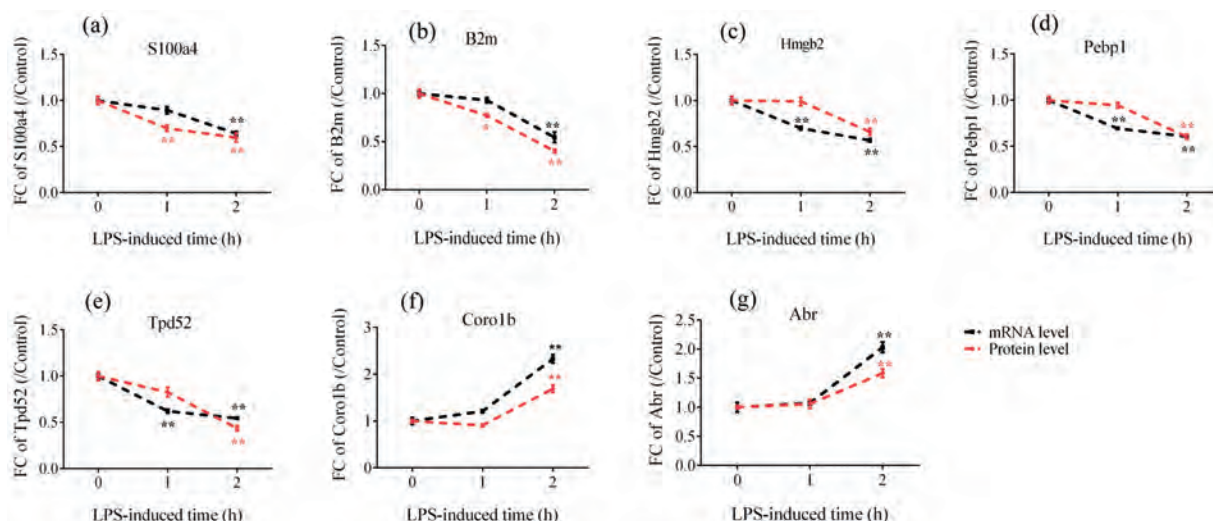 (a)
S100a4
FC of S100a4 (/Control)
1.5
1.0
0.5
0.0
**
**
**
0 1 2
LPS-induced time (h)
(b)
B2m
FC of B2m (/Control)
1.5
1.0
0.5
0.0
*
**
**
0 1 2
LPS-induced time (h)
(c)
Hmgb2
FC of Hmgb2 (/Control)
1.5
1.0
0.5
0.0
**
**
**
0 1 2
LPS-induced time (h)
(d)
Pebp1
FC of Pebp1 (/Control)
1.5
1.0
0.5
0.0
**
**
**
0 1 2
LPS-induced time (h)
(e)
Tpd52
FC of Tpd52 (/Control)
1.5
1.0
0.5
0.0
**
**
**
0 1 2
LPS-induced time (h)
(f)
Coro1b
FC of Coro1b (/Control)
3
2
1
0
**
**
0 1 2
LPS-induced time (h)
(g)
Abr
FC of Abr (/Control)
2.5
2.0
1.5
1.0
0.5
0.0
**
**
0 1 2
LPS-induced time (h)
mRNA level
Protein level